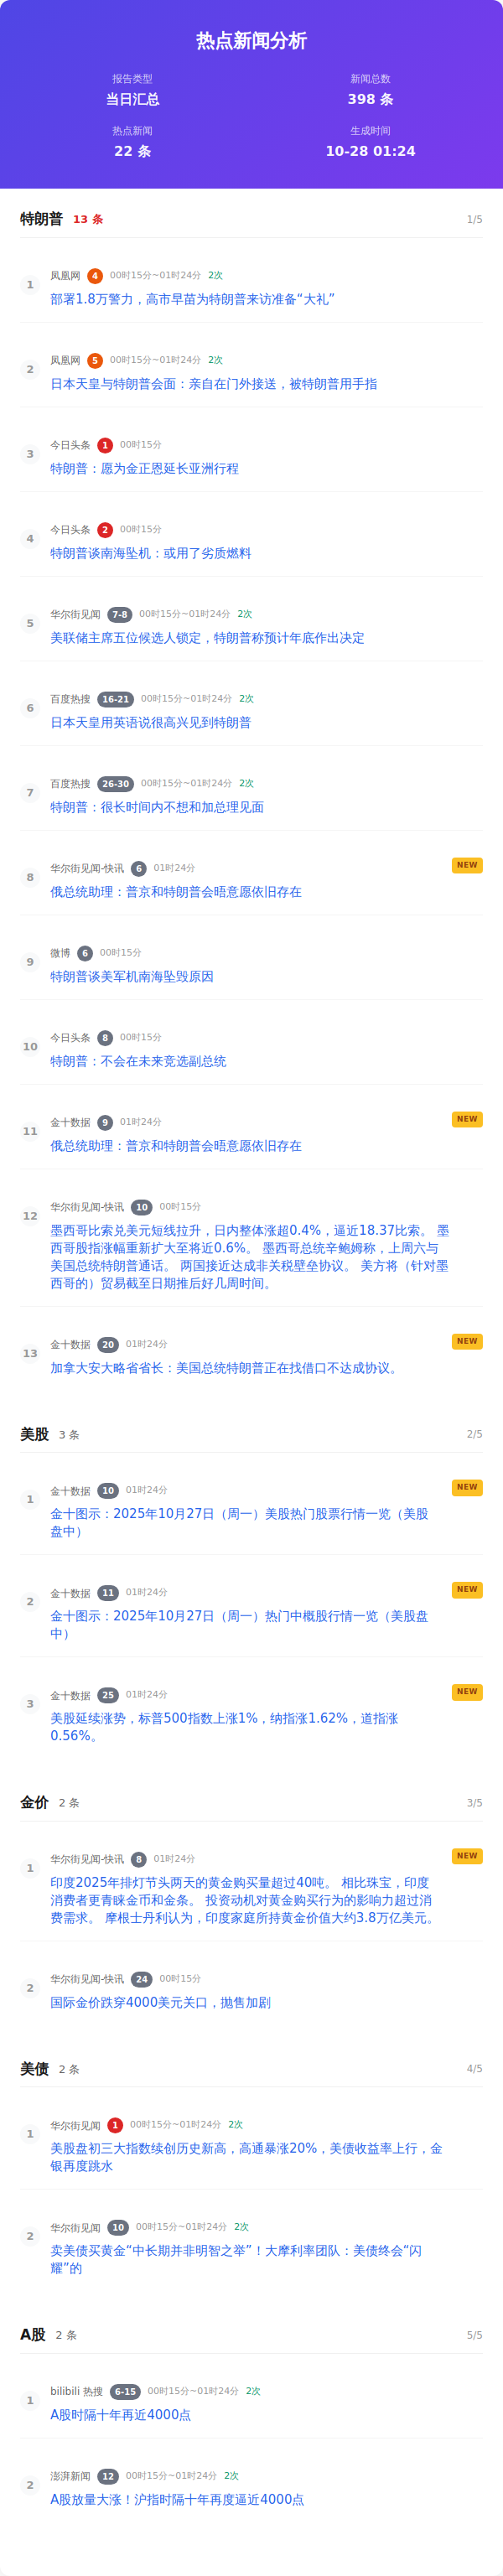 热点新闻分析
报告类型
当日汇总
新闻总数
398 条
热点新闻
22 条
生成时间
10-28 01:24
特朗普 13 条 1/5
1
凤凰网 4 00时15分~01时24分 2次
部署1.8万警力，高市早苗为特朗普来访准备“大礼”
2
凤凰网 5 00时15分~01时24分 2次
日本天皇与特朗普会面：亲自在门外接送，被特朗普用手指
3
今日头条 1 00时15分
特朗普：愿为金正恩延长亚洲行程
4
今日头条 2 00时15分
特朗普谈南海坠机：或用了劣质燃料
5
华尔街见闻 7-8 00时15分~01时24分 2次
美联储主席五位候选人锁定，特朗普称预计年底作出决定
6
百度热搜 16-21 00时15分~01时24分 2次
日本天皇用英语说很高兴见到特朗普
7
百度热搜 26-30 00时15分~01时24分 2次
特朗普：很长时间内不想和加总理见面
8
华尔街见闻-快讯 6 01时24分 NEW
俄总统助理：普京和特朗普会晤意愿依旧存在
9
微博 6 00时15分
特朗普谈美军机南海坠毁原因
10
今日头条 8 00时15分
特朗普：不会在未来竞选副总统
11
金十数据 9 01时24分 NEW
俄总统助理：普京和特朗普会晤意愿依旧存在
12
华尔街见闻-快讯 10 00时15分
墨西哥比索兑美元短线拉升，日内整体涨超0.4%，逼近18.37比索。 墨
西哥股指涨幅重新扩大至将近0.6%。 墨西哥总统辛鲍姆称，上周六与
美国总统特朗普通话。 两国接近达成非关税壁垒协议。 美方将（针对墨
西哥的）贸易截至日期推后好几周时间。
13
金十数据 20 01时24分 NEW
加拿大安大略省省长：美国总统特朗普正在找借口不达成协议。
美股 3 条 2/5
1
金十数据 10 01时24分 NEW
金十图示：2025年10月27日（周一）美股热门股票行情一览（美股
盘中）
2
金十数据 11 01时24分 NEW
金十图示：2025年10月27日（周一）热门中概股行情一览（美股盘
中）
3
金十数据 25 01时24分 NEW
美股延续涨势，标普500指数上涨1%，纳指涨1.62%，道指涨
0.56%。
金价 2 条 3/5
1
华尔街见闻-快讯 8 01时24分 NEW
印度2025年排灯节头两天的黄金购买量超过40吨。 相比珠宝，印度
消费者更青睐金币和金条。 投资动机对黄金购买行为的影响力超过消
费需求。 摩根士丹利认为，印度家庭所持黄金价值大约3.8万亿美元。
2
华尔街见闻-快讯 24 00时15分
国际金价跌穿4000美元关口，抛售加剧
美债 2 条 4/5
1
华尔街见闻 1 00时15分~01时24分 2次
美股盘初三大指数续创历史新高，高通暴涨20%，美债收益率上行，金
银再度跳水
2
华尔街见闻 10 00时15分~01时24分 2次
卖美债买黄金“中长期并非明智之举”！大摩利率团队：美债终会“闪
耀”的
A股 2 条 5/5
1
bilibili 热搜 6-15 00时15分~01时24分 2次
A股时隔十年再近4000点
2
澎湃新闻 12 00时15分~01时24分 2次
A股放量大涨！沪指时隔十年再度逼近4000点